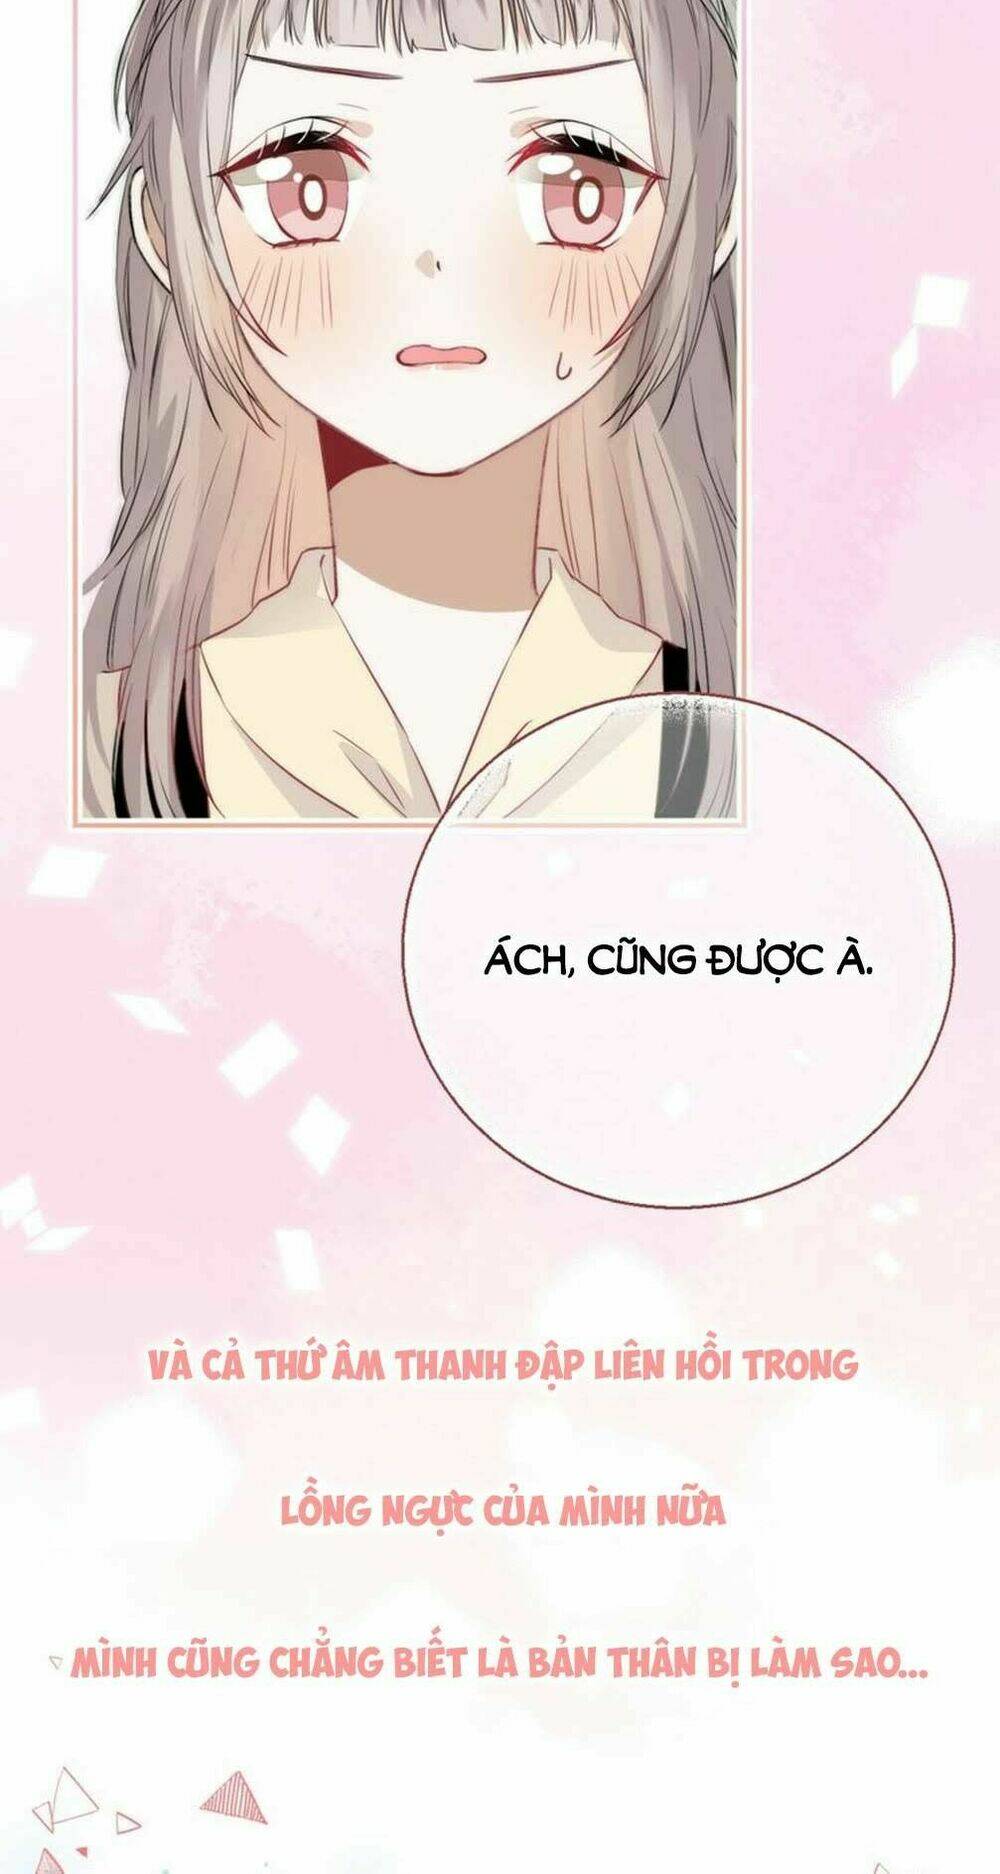 ÁCH, CŨNG ĐƯỢC À.
VÀ CẢ THỨ ÂM THANH ĐẬP LIÊN HỒI TRONG
LỒNG NGỰC CỦA MÌNH NỮA
MÌNH CŨNG CHẲNG BIẾT LÀ BẢN THÂN BỊ LÀM SAO...